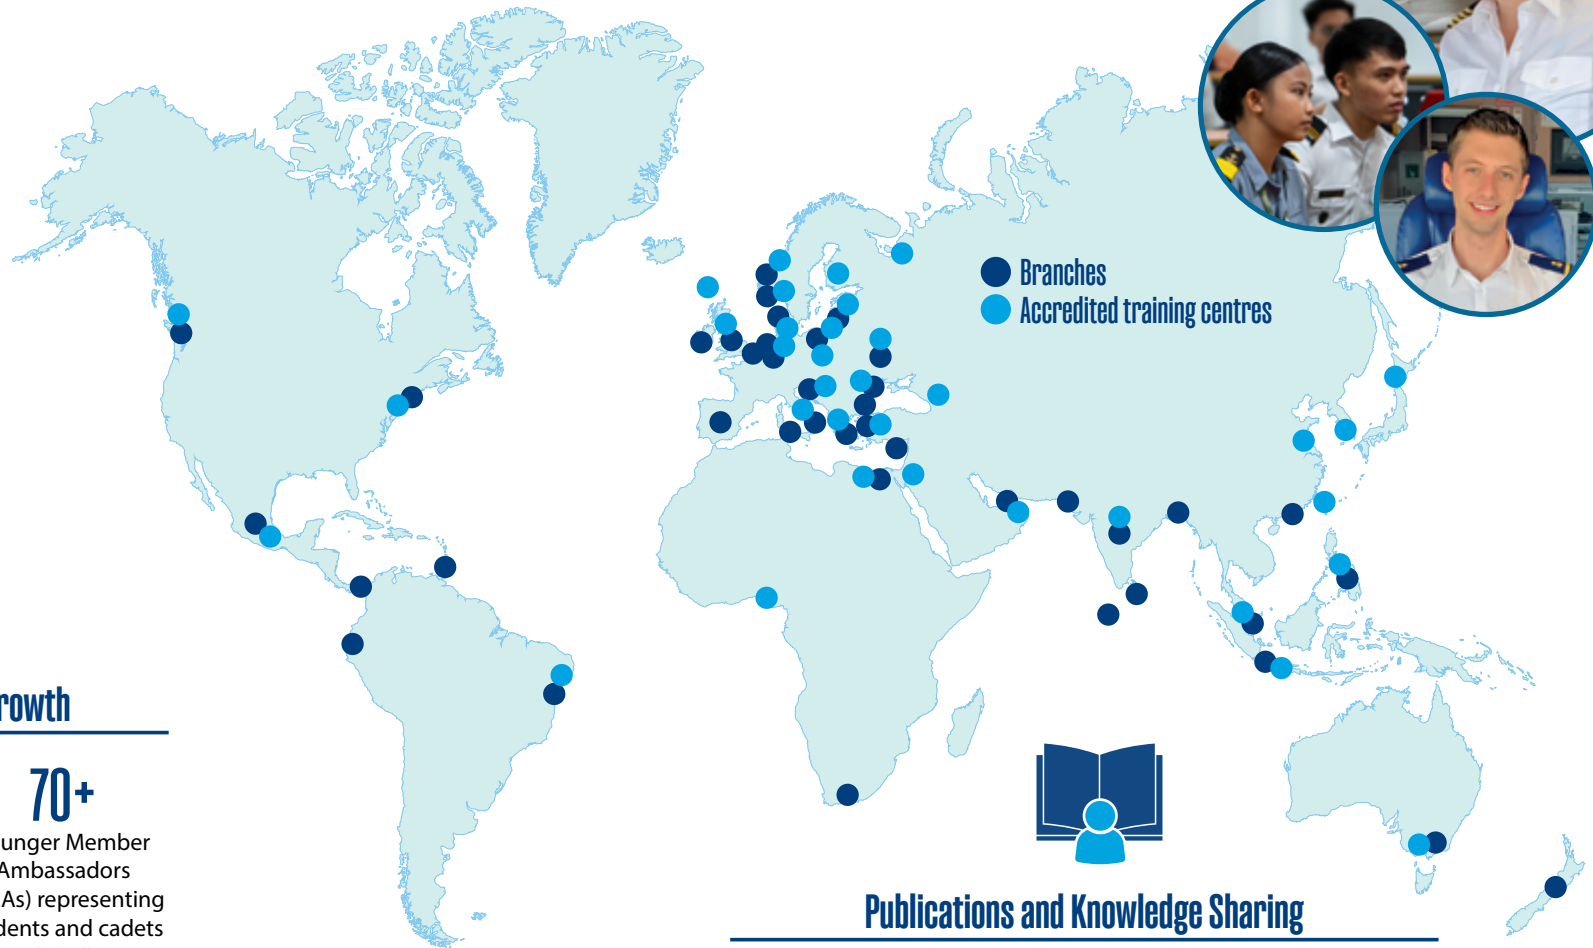 Branches
Accredited training centres
rowth
70+
unger Member
Ambassadors
As) representing
dents and cadets
Publications and Knowledge Sharing